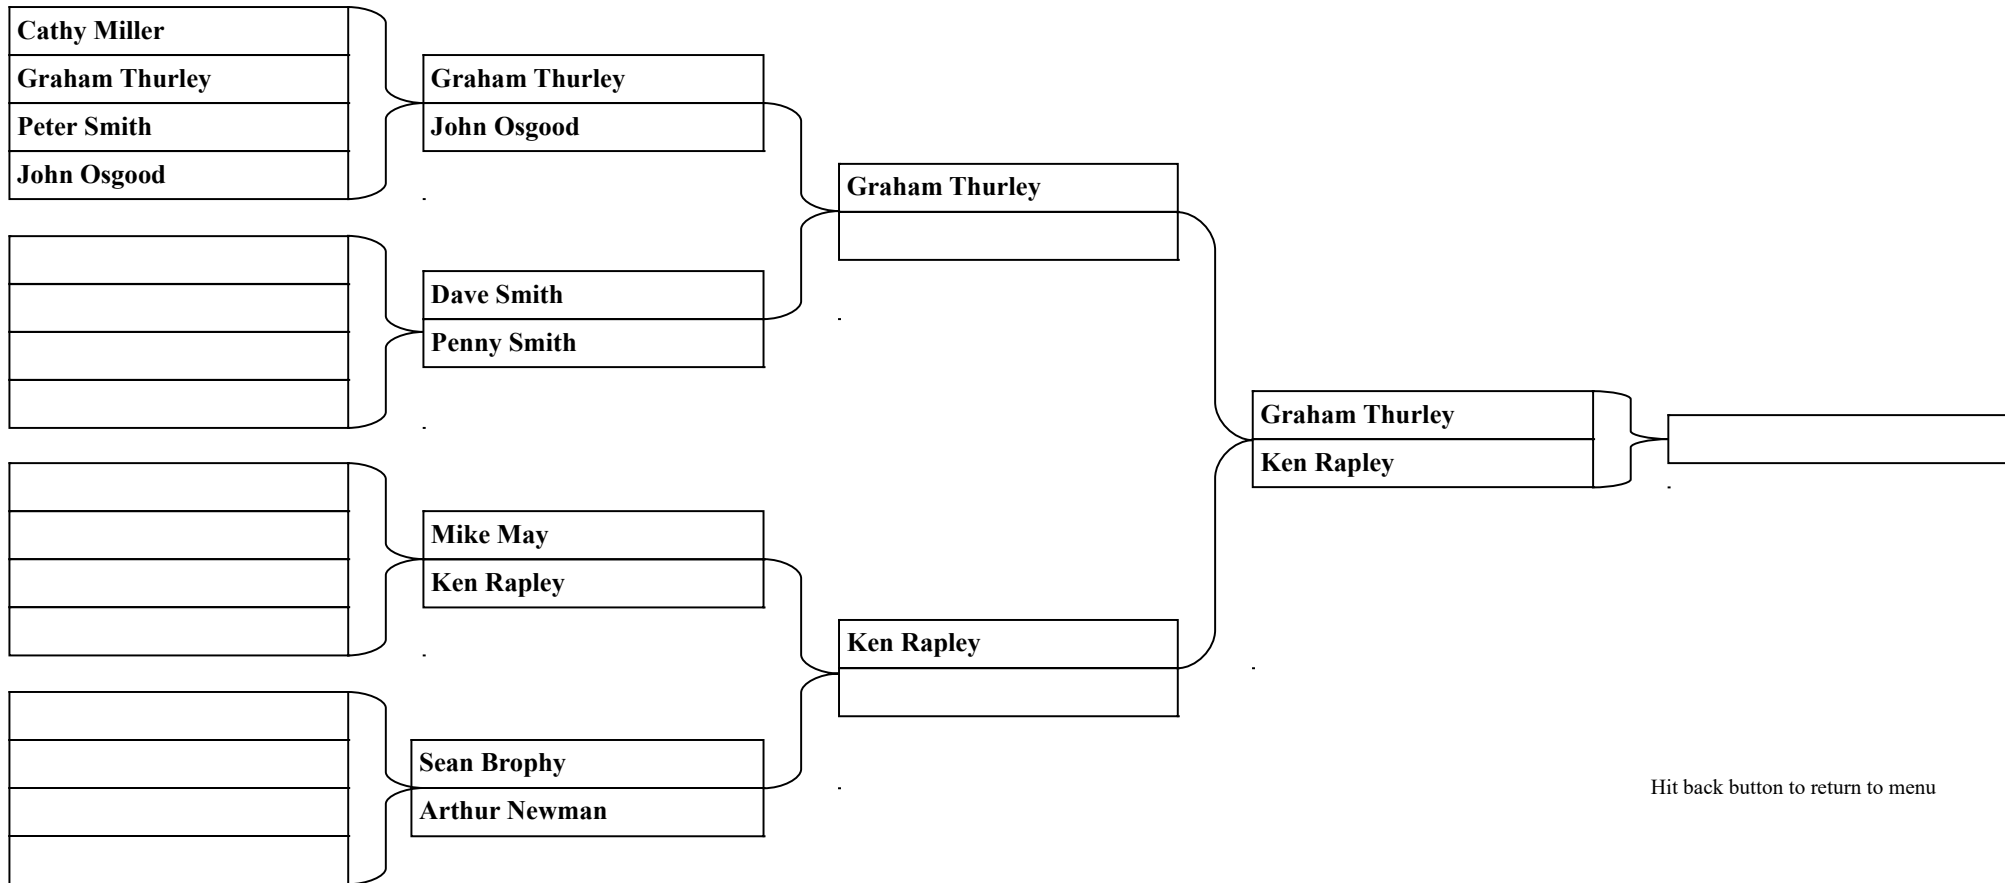 Cathy Miller
Graham Thurley
Peter Smith
John Osgood
Graham Thurley
John Osgood
Dave Smith
Penny Smith
Mike May
Ken Rapley
Sean Brophy
Arthur Newman
Graham Thurley
Ken Rapley
Graham Thurley
Ken Rapley
Hit back button to return to menu